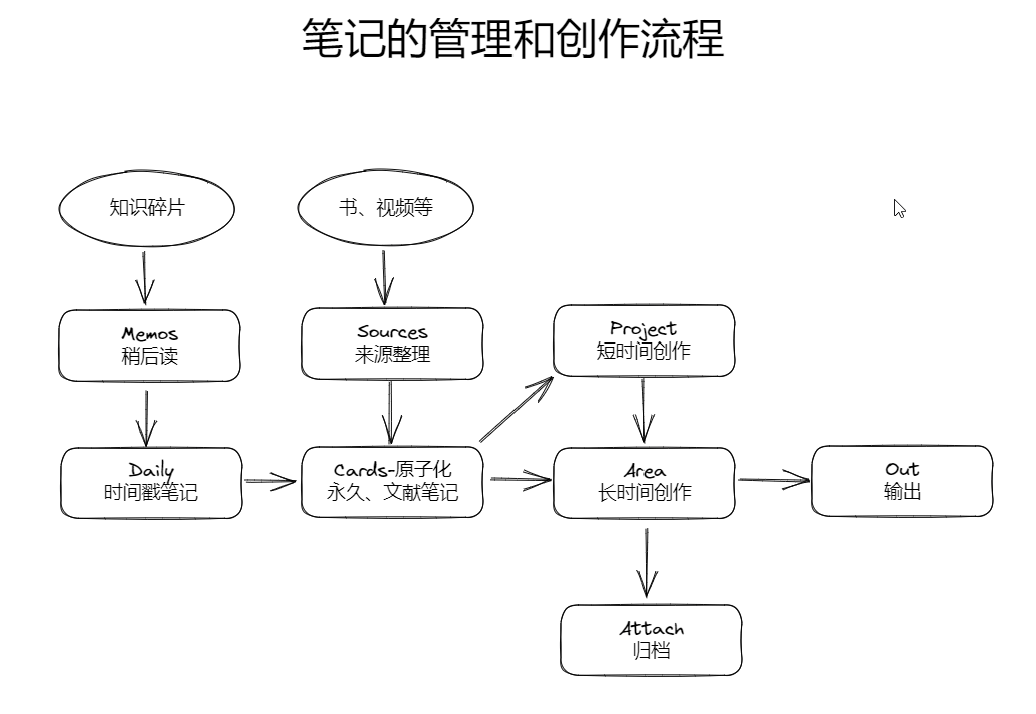 笔记的管理和创作流程
知识碎片
书、视频等
Memos
稍后读
Sources
来源整理
Project
短时间创作
Daily
时间戳笔记
Cards-原子化
永久、文献笔记
Area
长时间创作
Out
输出
Attach
归档